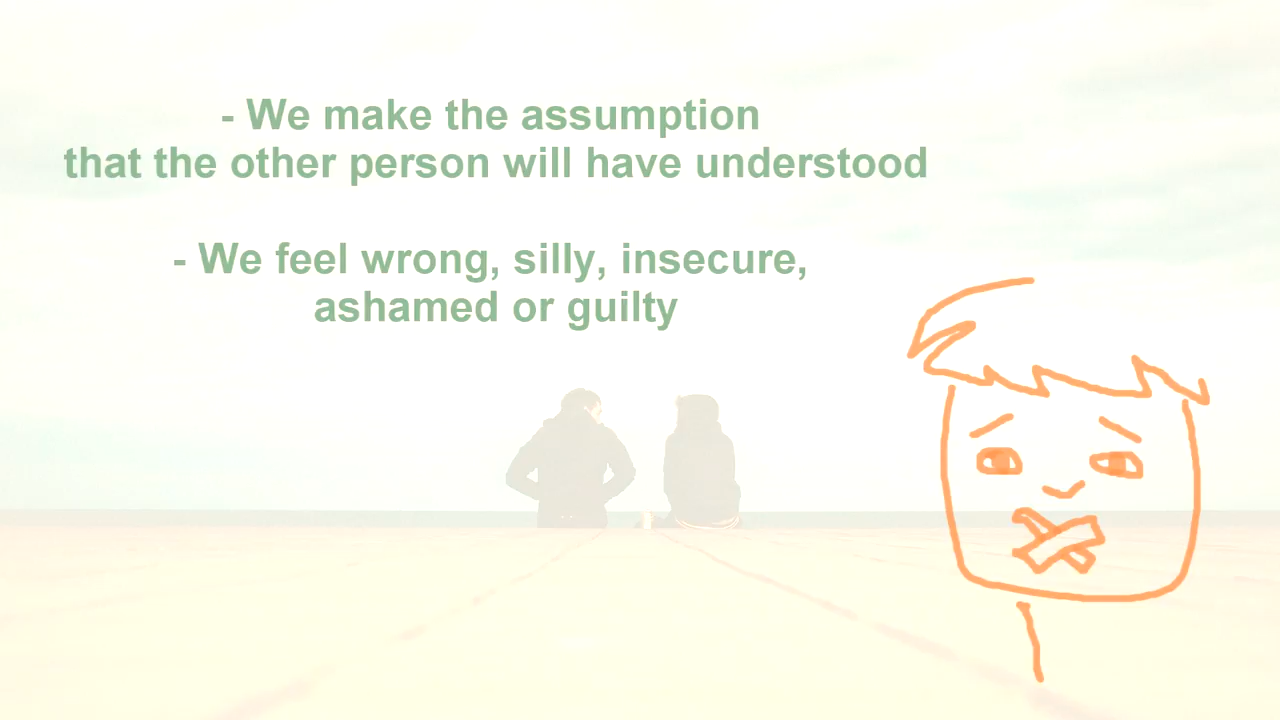 - We make the assumption
that the other person will have understood
- We feel wrong, silly, insecure,
ashamed or guilty